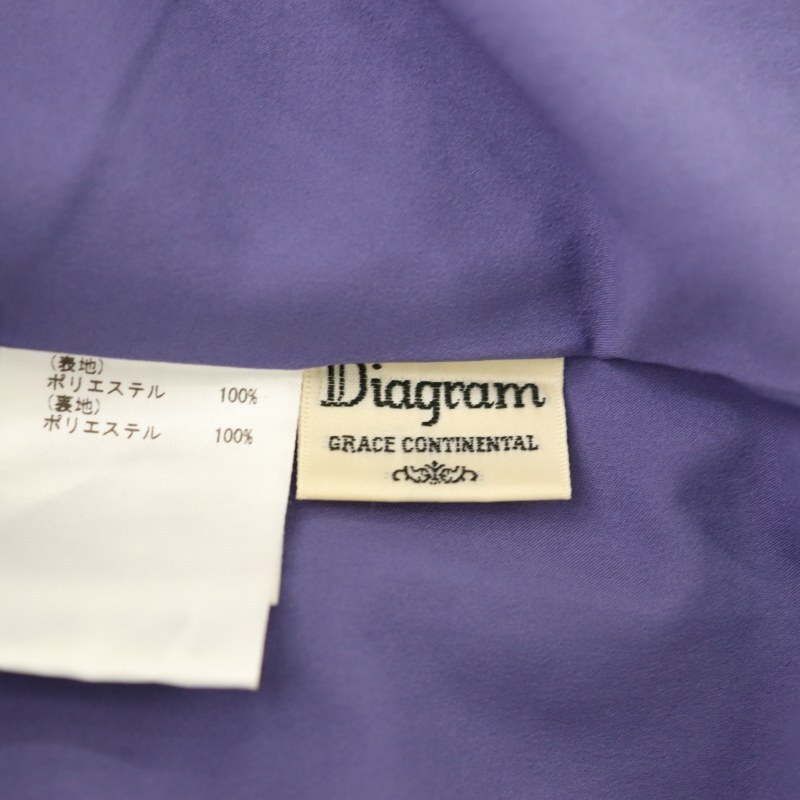 (表地)
ポリエステル 100%
(裏地)
ポリエステル 100%
Diagram
GRACE CONTINENTAL